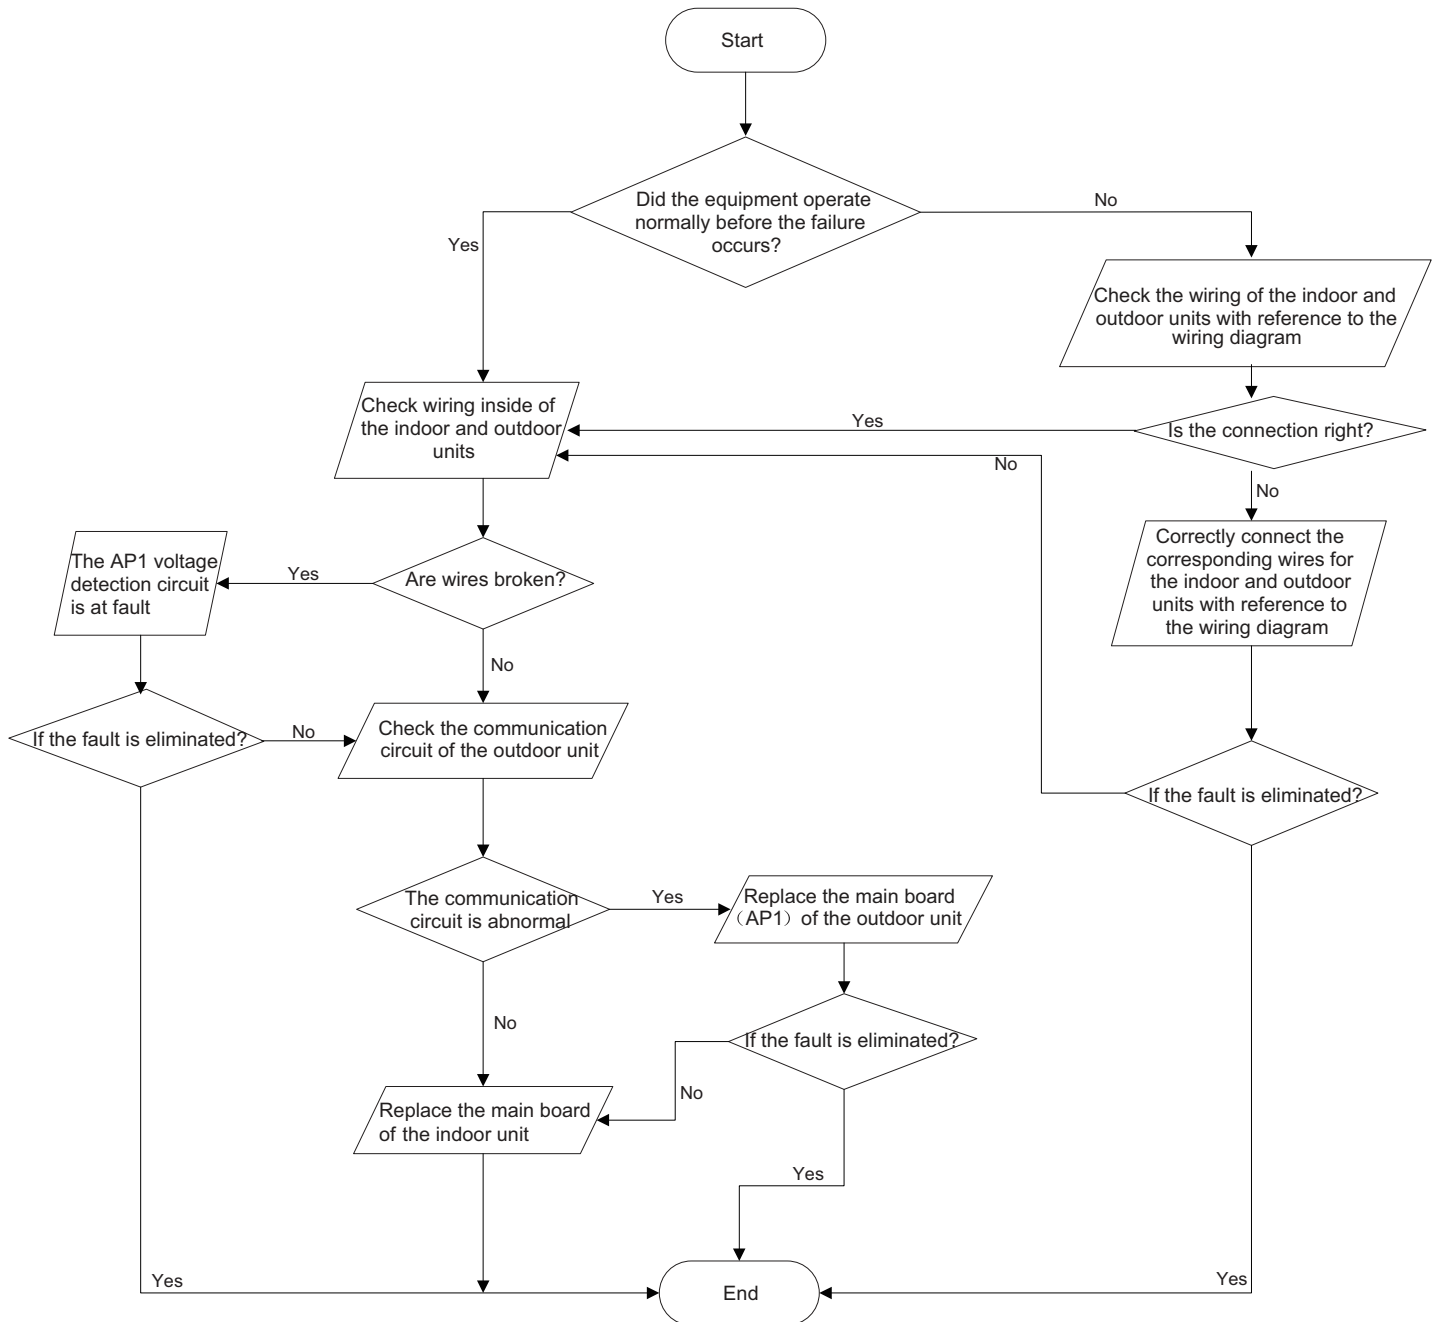 Start
Did the equipment operate
normally before the failure
occurs?
Yes
No
Check the wiring of the indoor and
outdoor units with reference to the
wiring diagram
Check wiring inside of
the indoor and outdoor
units
Yes
Is the connection right?
No
No
Correctly connect the
corresponding wires for
the indoor and outdoor
units with reference to
the wiring diagram
The AP1 voltage
detection circuit
is at fault
Yes
Are wires broken?
No
If the fault is eliminated?
No
Check the communication
circuit of the outdoor unit
If the fault is eliminated?
The communication
circuit is abnormal
Yes
Replace the main board
（AP1）of the outdoor unit
No
If the fault is eliminated?
No
Replace the main board
of the indoor unit
Yes
Yes
End
Yes